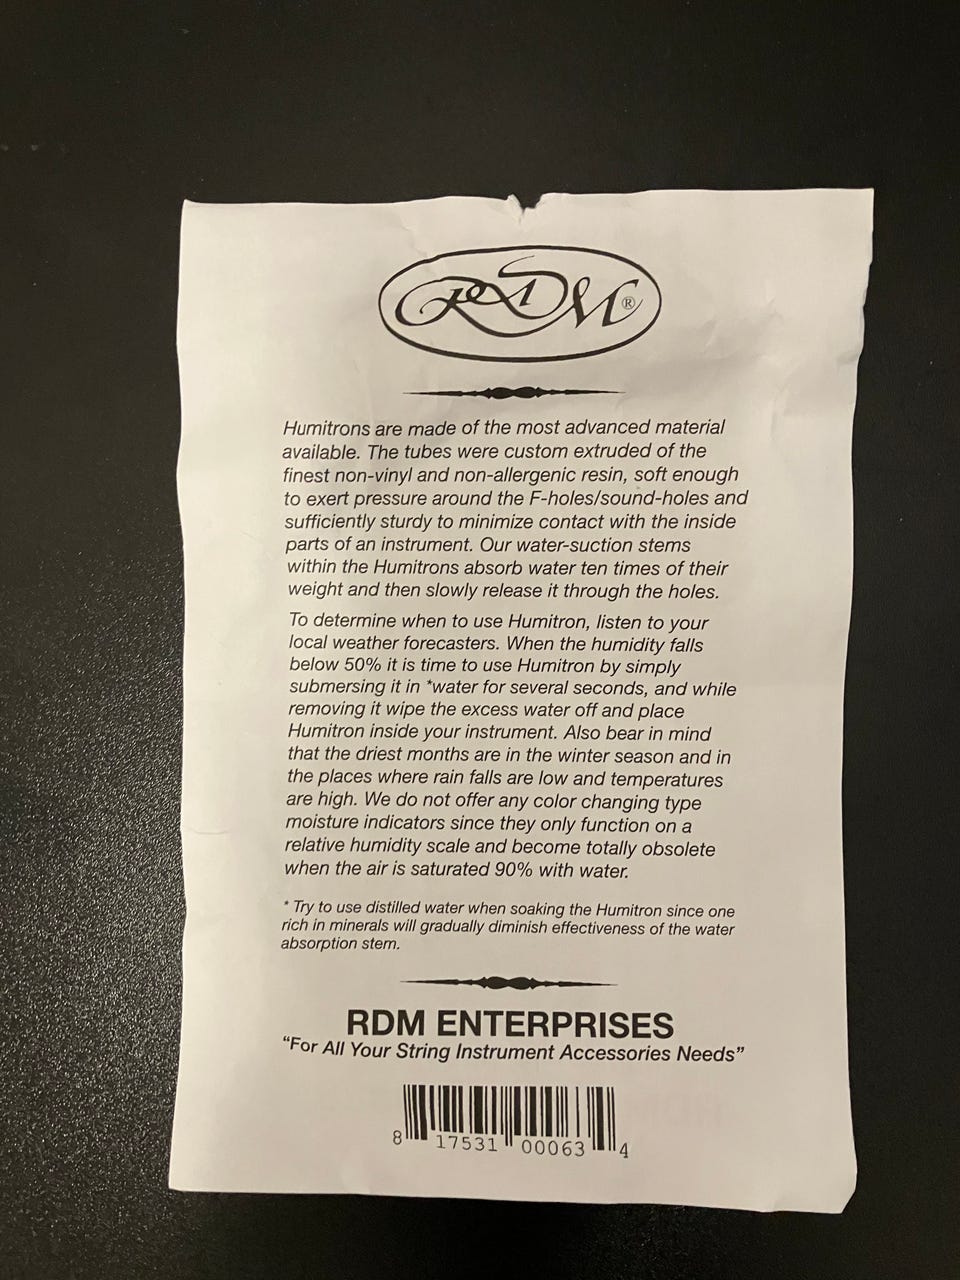 RDM®
Humitrons are made of the most advanced material
available. The tubes were custom extruded of the
finest non-vinyl and non-allergenic resin, soft enough
to exert pressure around the F-holes/sound-holes and
sufficiently sturdy to minimize contact with the inside
parts of an instrument. Our water-suction stems
within the Humitrons absorb water ten times of their
weight and then slowly release it through the holes.
To determine when to use Humitron, listen to your
local weather forecasters. When the humidity falls
below 50% it is time to use Humitron by simply
submersing it in *water for several seconds, and while
removing it wipe the excess water off and place
Humitron inside your instrument. Also bear in mind
that the driest months are in the winter season and in
the places where rain falls are low and temperatures
are high. We do not offer any color changing type
moisture indicators since they only function on a
relative humidity scale and become totally obsolete
when the air is saturated 90% with water.
* Try to use distilled water when soaking the Humitron since one
rich in minerals will gradually diminish effectiveness of the water
absorption stem.
RDM ENTERPRISES
“For All Your String Instrument Accessories Needs”
8 17531 00063 4